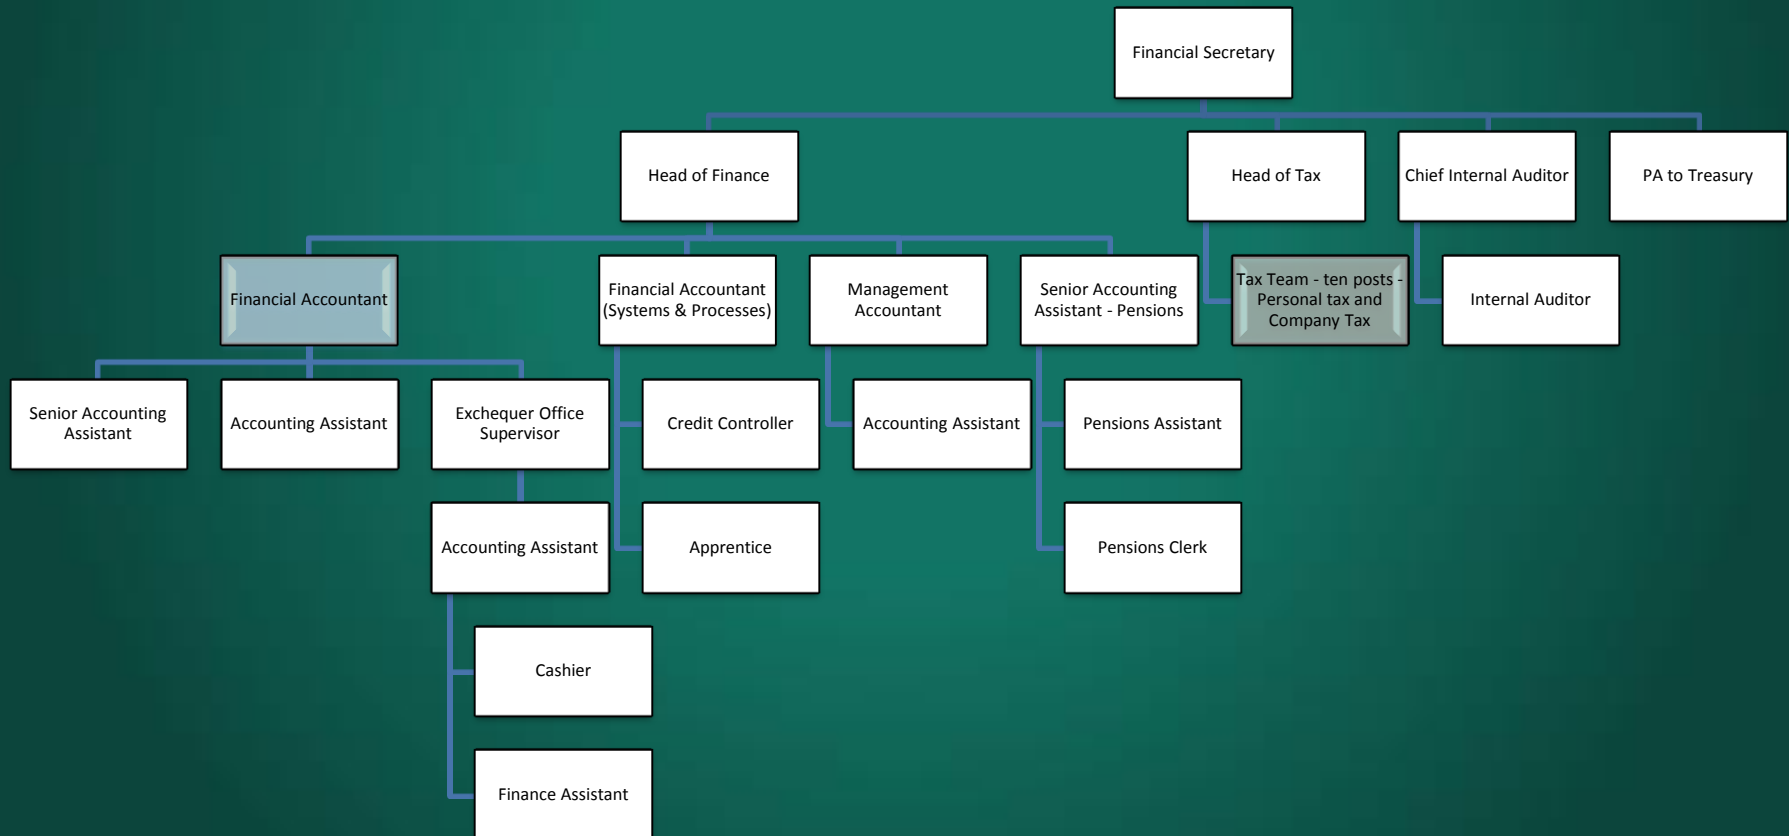 Financial Secretary
Head of Finance
Head of Tax
Chief Internal Auditor
PA to Treasury
Financial Accountant
Financial Accountant
(Systems & Processes)
Management
Accountant
Senior Accounting
Assistant - Pensions
Tax Team - ten posts -
Personal tax and
Company Tax
Internal Auditor
Senior Accounting
Assistant
Accounting Assistant
Exchequer Office
Supervisor
Credit Controller
Accounting Assistant
Pensions Assistant
Accounting Assistant
Apprentice
Pensions Clerk
Cashier
Finance Assistant